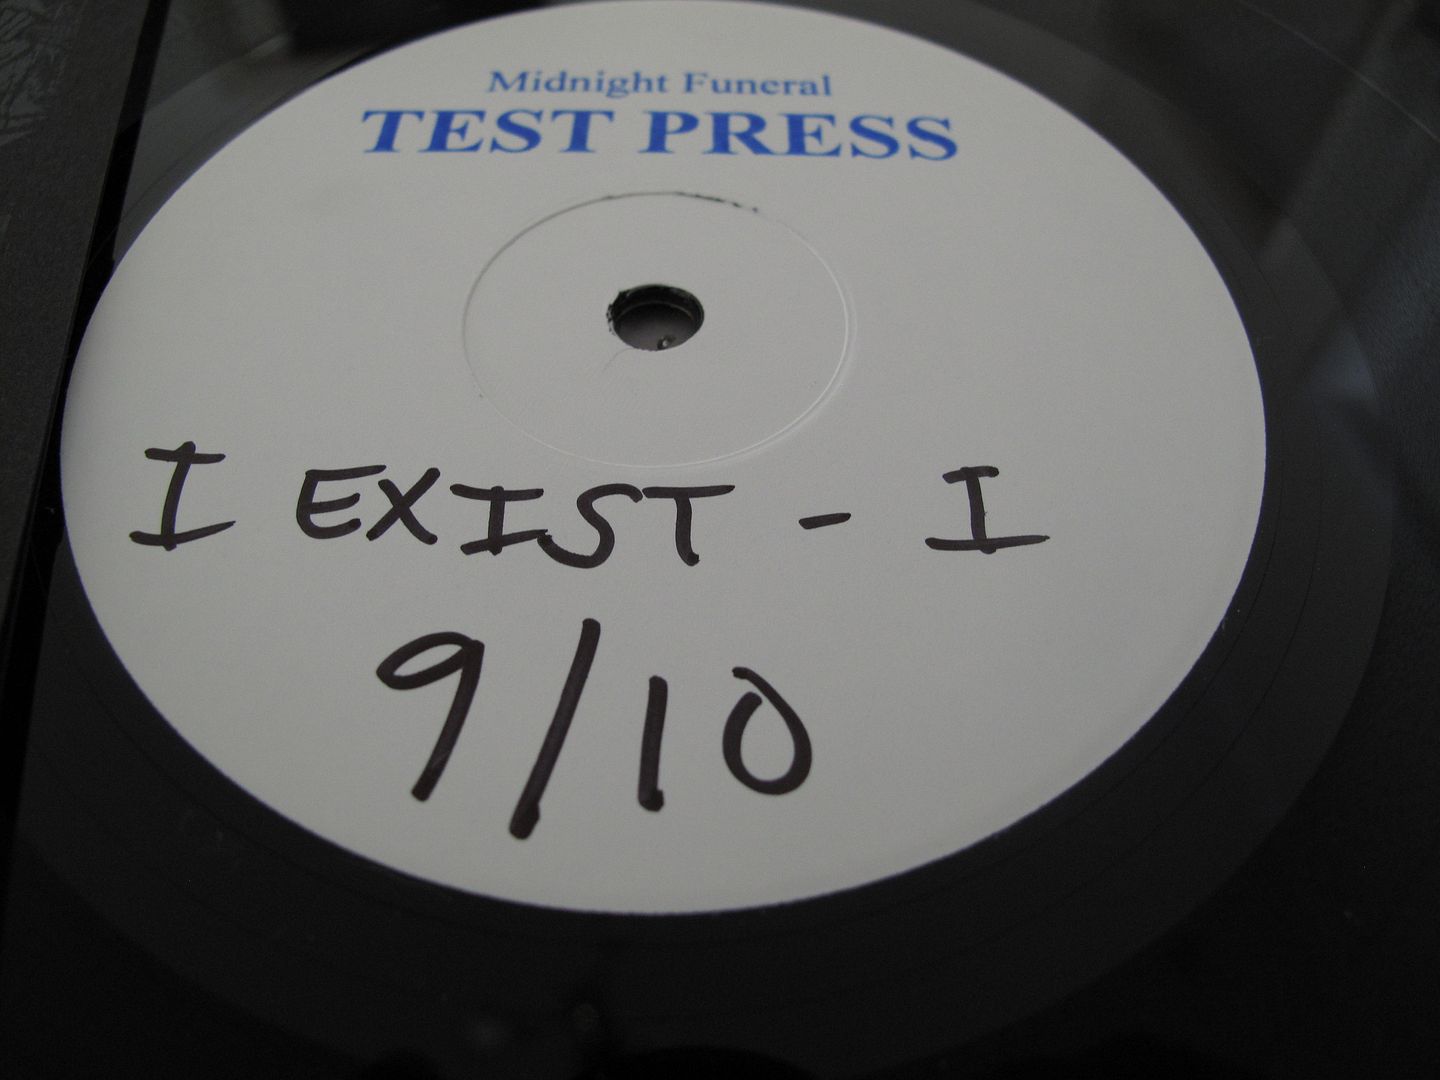 Midnight Funeral
TEST PRESS
I EXIST - I
9/10